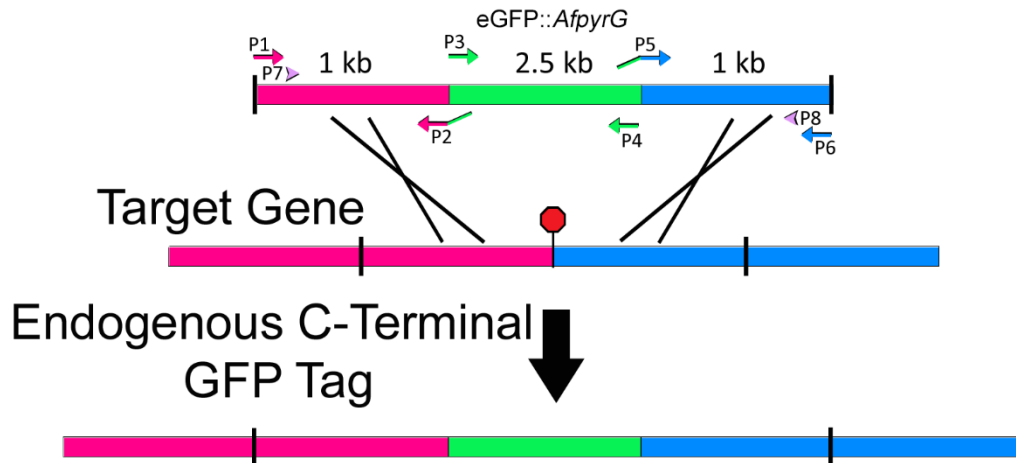 eGFP::AfpyrG
P1
P3
P5
1 kb
2.5 kb
1 kb
P7
P2
P4
P8
P6
Target Gene
Endogenous C-Terminal
GFP Tag